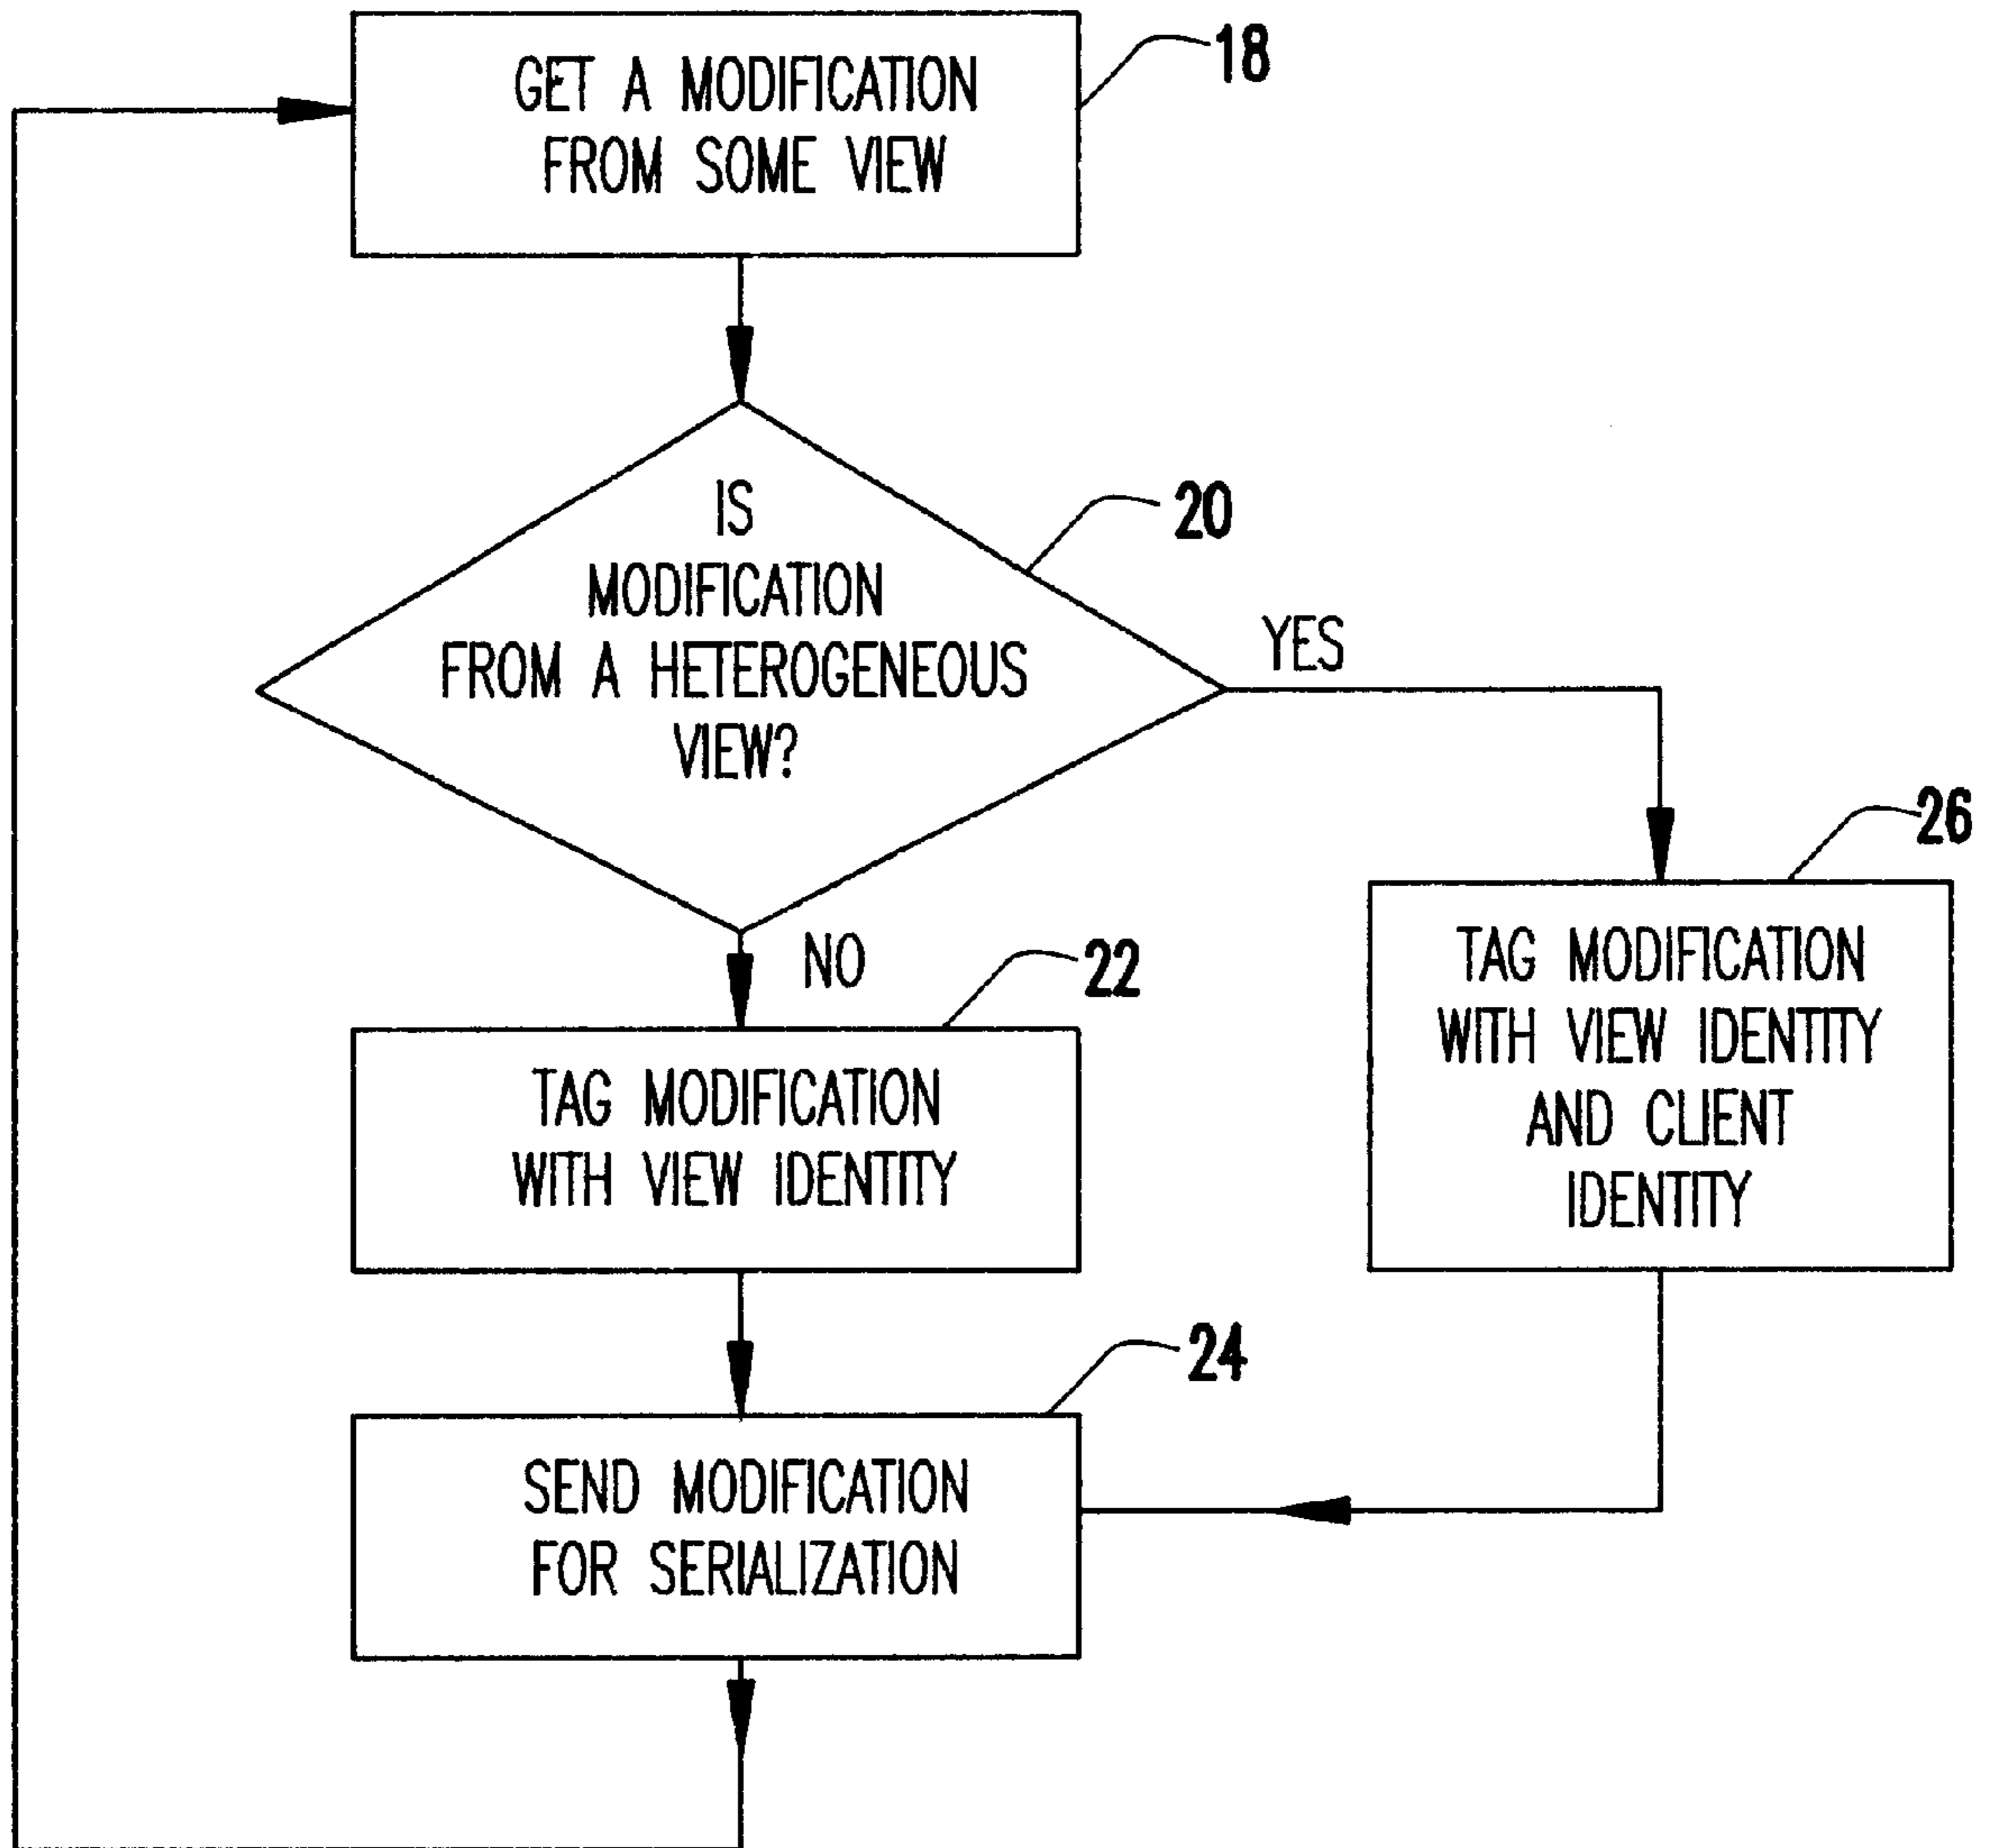 GET A MODIFICATION
FROM SOME VIEW
18
IS
MODIFICATION
FROM A HETEROGENEOUS
VIEW?
20
YES
NO
22
TAG MODIFICATION
WITH VIEW IDENTITY
26
TAG MODIFICATION
WITH VIEW IDENTITY
AND CLIENT
IDENTITY
24
SEND MODIFICATION
FOR SERIALIZATION